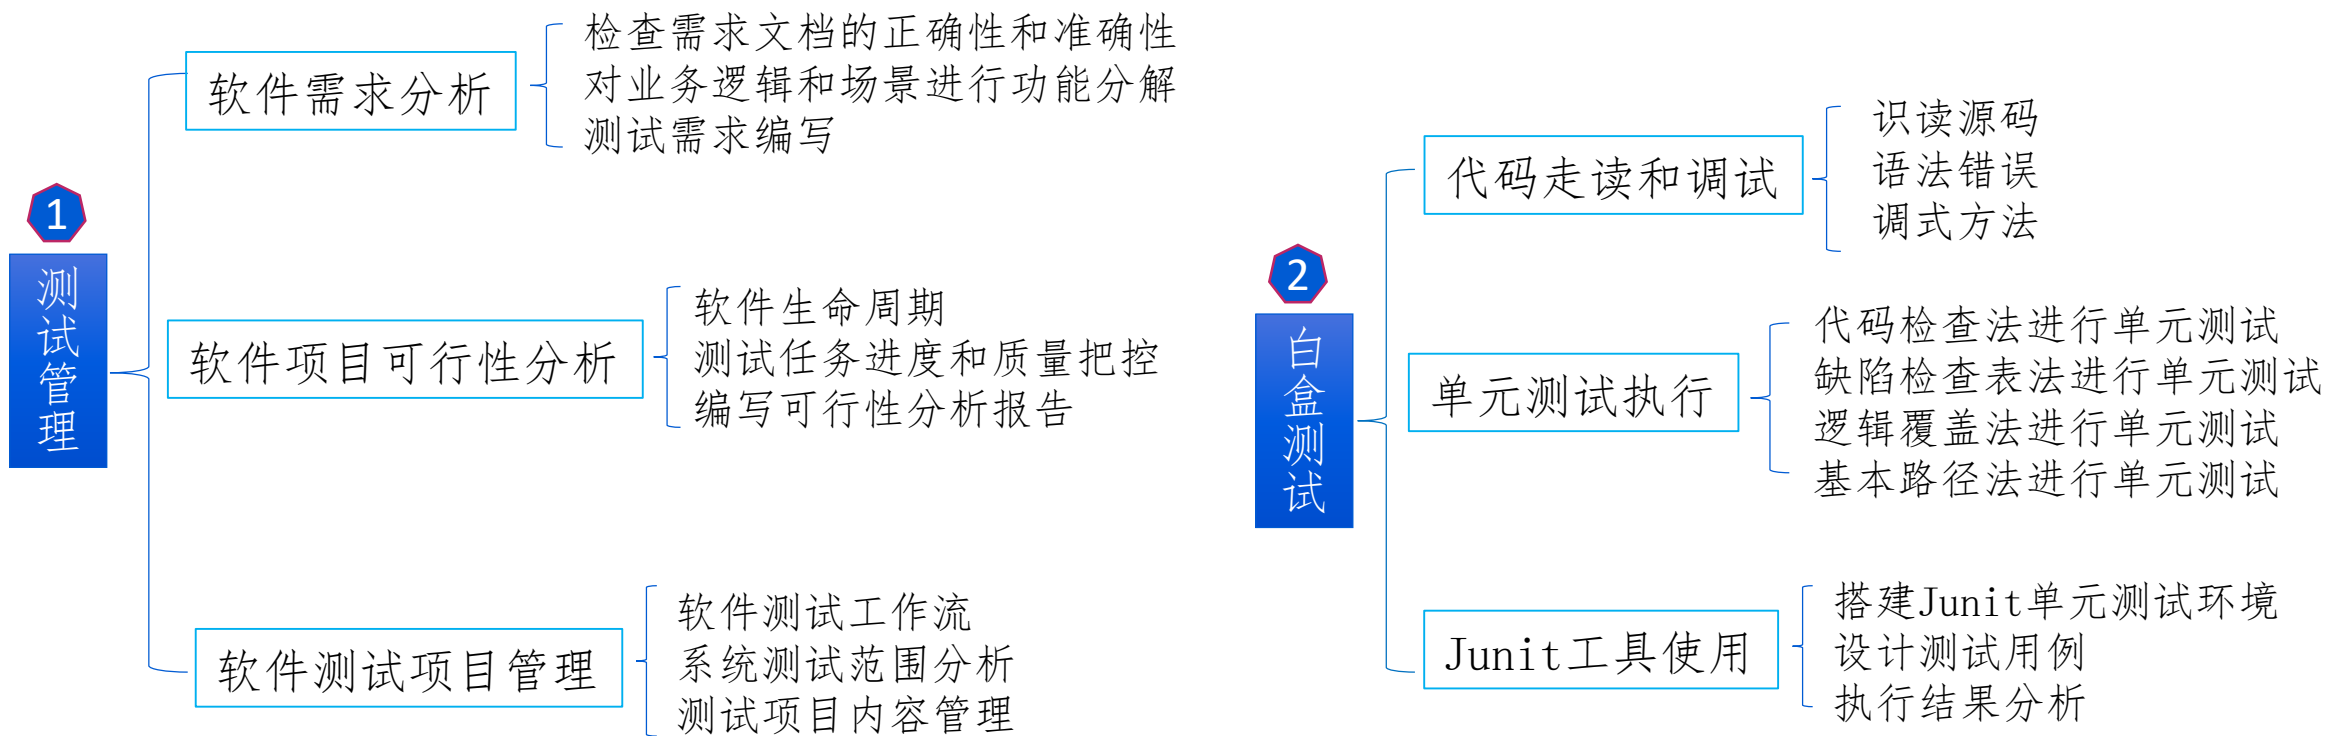 1
测试管理
软件需求分析
检查需求文档的正确性和准确性
对业务逻辑和场景进行功能分解
测试需求编写
软件项目可行性分析
软件生命周期
测试任务进度和质量把控
编写可行性分析报告
软件测试项目管理
软件测试工作流
系统测试范围分析
测试项目内容管理
2
白盒测试
代码走读和调试
识读源码
语法错误
调式方法
单元测试执行
代码检查法进行单元测试
缺陷检查表法进行单元测试
逻辑覆盖法进行单元测试
基本路径法进行单元测试
Junit工具使用
搭建Junit单元测试环境
设计测试用例
执行结果分析